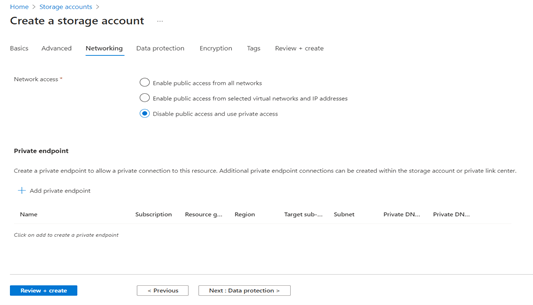 Home > Storage accounts >
Create a storage account ...
Basics Advanced Networking Data protection Encryption Tags Review + create
Network access *
Enable public access from all networks
Enable public access from selected virtual networks and IP addresses
Disable public access and use private access
Private endpoint
Create a private endpoint to allow a private connection to this resource. Additional private endpoint connections can be created within the storage account or private link center.
+ Add private endpoint
Name Subscription Resource g... Region Target sub-... Subnet Private DN... Private DN...
Click on add to create a private endpoint
Review + create < Previous Next : Data protection >